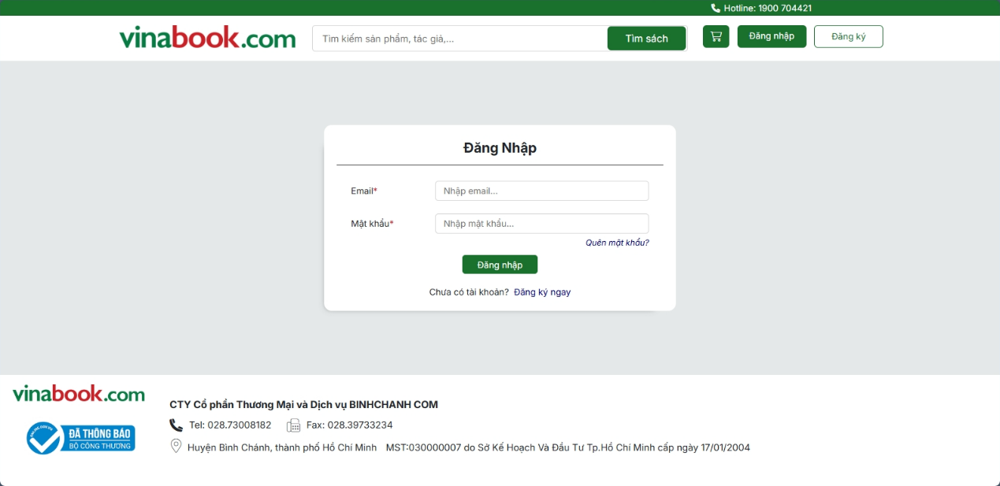 Hotline: 1900 704421
vinabook.com
Tìm kiếm sản phẩm, tác giả,...
Tìm sách
Đăng nhập
Đăng ký
Đăng Nhập
Email*
Nhập email...
Mật khẩu*
Nhập mật khẩu...
Quên mật khẩu?
Đăng nhập
Chưa có tài khoản? Đăng ký ngay
vinabook.com
ONLINE.GOV.VN
ĐÃ THÔNG BÁO
BỘ CÔNG THƯƠNG
CTY Cổ phần Thương Mại và Dịch vụ BINHCHANH COM
Tel: 028.73008182 Fax: 028.39733234
Huyện Bình Chánh, thành phố Hồ Chí Minh MST:030000007 do Sở Kế Hoạch Và Đầu Tư Tp.Hồ Chí Minh cấp ngày 17/01/2004